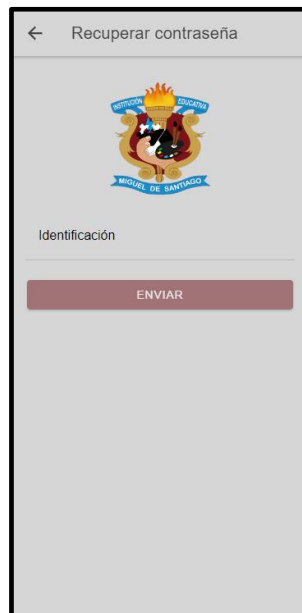 Recuperar contraseña
INSTITUCIÓN EDUCATIVA
MIGUEL DE SANTIAGO
Identificación
ENVIAR